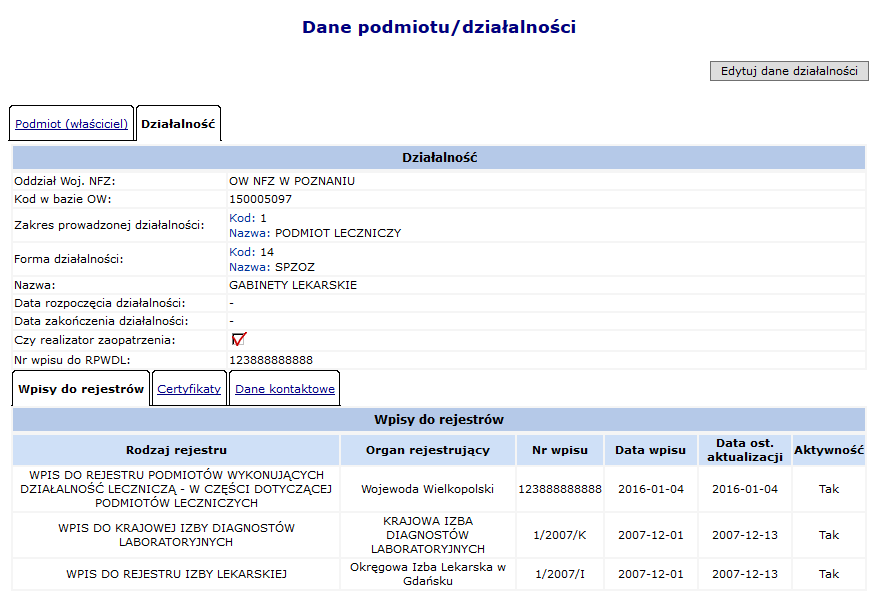 Dane podmiotu/działalności
Edytuj dane działalności
Podmiot (właściciel) Działalność
Działalność
Oddział Woj. NFZ: OW NFZ W POZNANIU
Kod w bazie OW: 150005097
Zakres prowadzonej działalności: Kod: 1
Nazwa: PODMIOT LECZNICZY
Forma działalności: Kod: 14
Nazwa: SPZOZ
Nazwa: GABINETY LEKARSKIE
Data rozpoczęcia działalności: -
Data zakończenia działalności: -
Czy realizator zaopatrzenia:
Nr wpisu do RPWDL: 123888888888
Wpisy do rejestrów Certyfikaty Dane kontaktowe
Wpisy do rejestrów
Rodzaj rejestru Organ rejestrujący Nr wpisu Data wpisu Data ost. aktualizacji Aktywność
WPIS DO REJESTRU PODMIOTÓW WYKONUJĄCYCH
DZIAŁALNOŚĆ LECZNICZĄ - W CZĘŚCI DOTYCZĄCEJ
PODMIOTÓW LECZNICZYCH
Wojewoda Wielkopolski 123888888888 2016-01-04 2016-01-04 Tak
WPIS DO KRAJOWEJ IZBY DIAGNOSTÓW
LABORATORYJNYCH
KRAJOWA IZBA
DIAGNOSTÓW
LABORATORYJNYCH
1/2007/K 2007-12-01 2007-12-13 Tak
WPIS DO REJESTRU IZBY LEKARSKIEJ
Okręgowa Izba Lekarska w
Gdańsku
1/2007/I 2007-12-01 2007-12-13 Tak